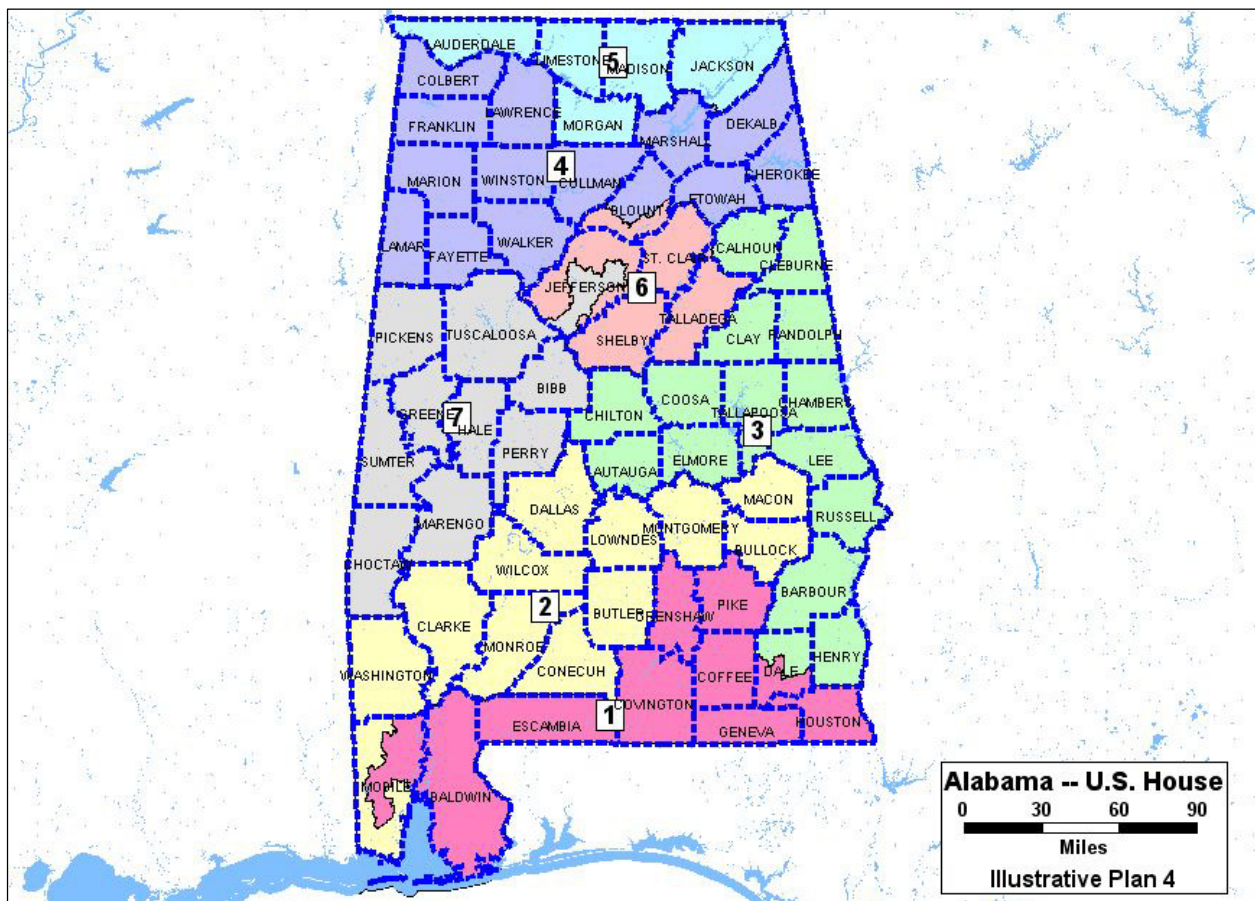 LAUDERDALE
LIMESTONE
5
MADISON
JACKSON
COLBERT
LAWRENCE
FRANKLIN
MORGAN
MARSHALL
DEKALB
4
MARION
WINSTON
CULLMAN
CHEROKEE
BLOUNT
ETOWAH
LAMAR
FAYETTE
WALKER
CALHOUN
ST. CLAIR
CLEBURNE
JEFFERSON
6
TALLADEGA
PICKENS
TUSCALOOSA
SHELBY
CLAY
RANDOLPH
BIBB
GREENE
7
HALE
CHILTON
COOSA
TALLAPOOSA
CHAMBERS
3
PERRY
SUMTER
AUTAUGA
ELMORE
LEE
MACON
DALLAS
MARENGO
LOWNDES
MONTGOMERY
RUSSELL
BULLOCK
CHOCTAW
WILCOX
BARBOUR
2
BUTLER
CRENSHAW
PIKE
CLARKE
MONROE
CONECUH
WASHINGTON
COFFEE
DALE
HENRY
COVINGTON
1
ESCAMBIA
GENEVA
HOUSTON
MOBILE
BALDWIN
Alabama -- U.S. House
0 30 60 90
Miles
Illustrative Plan 4